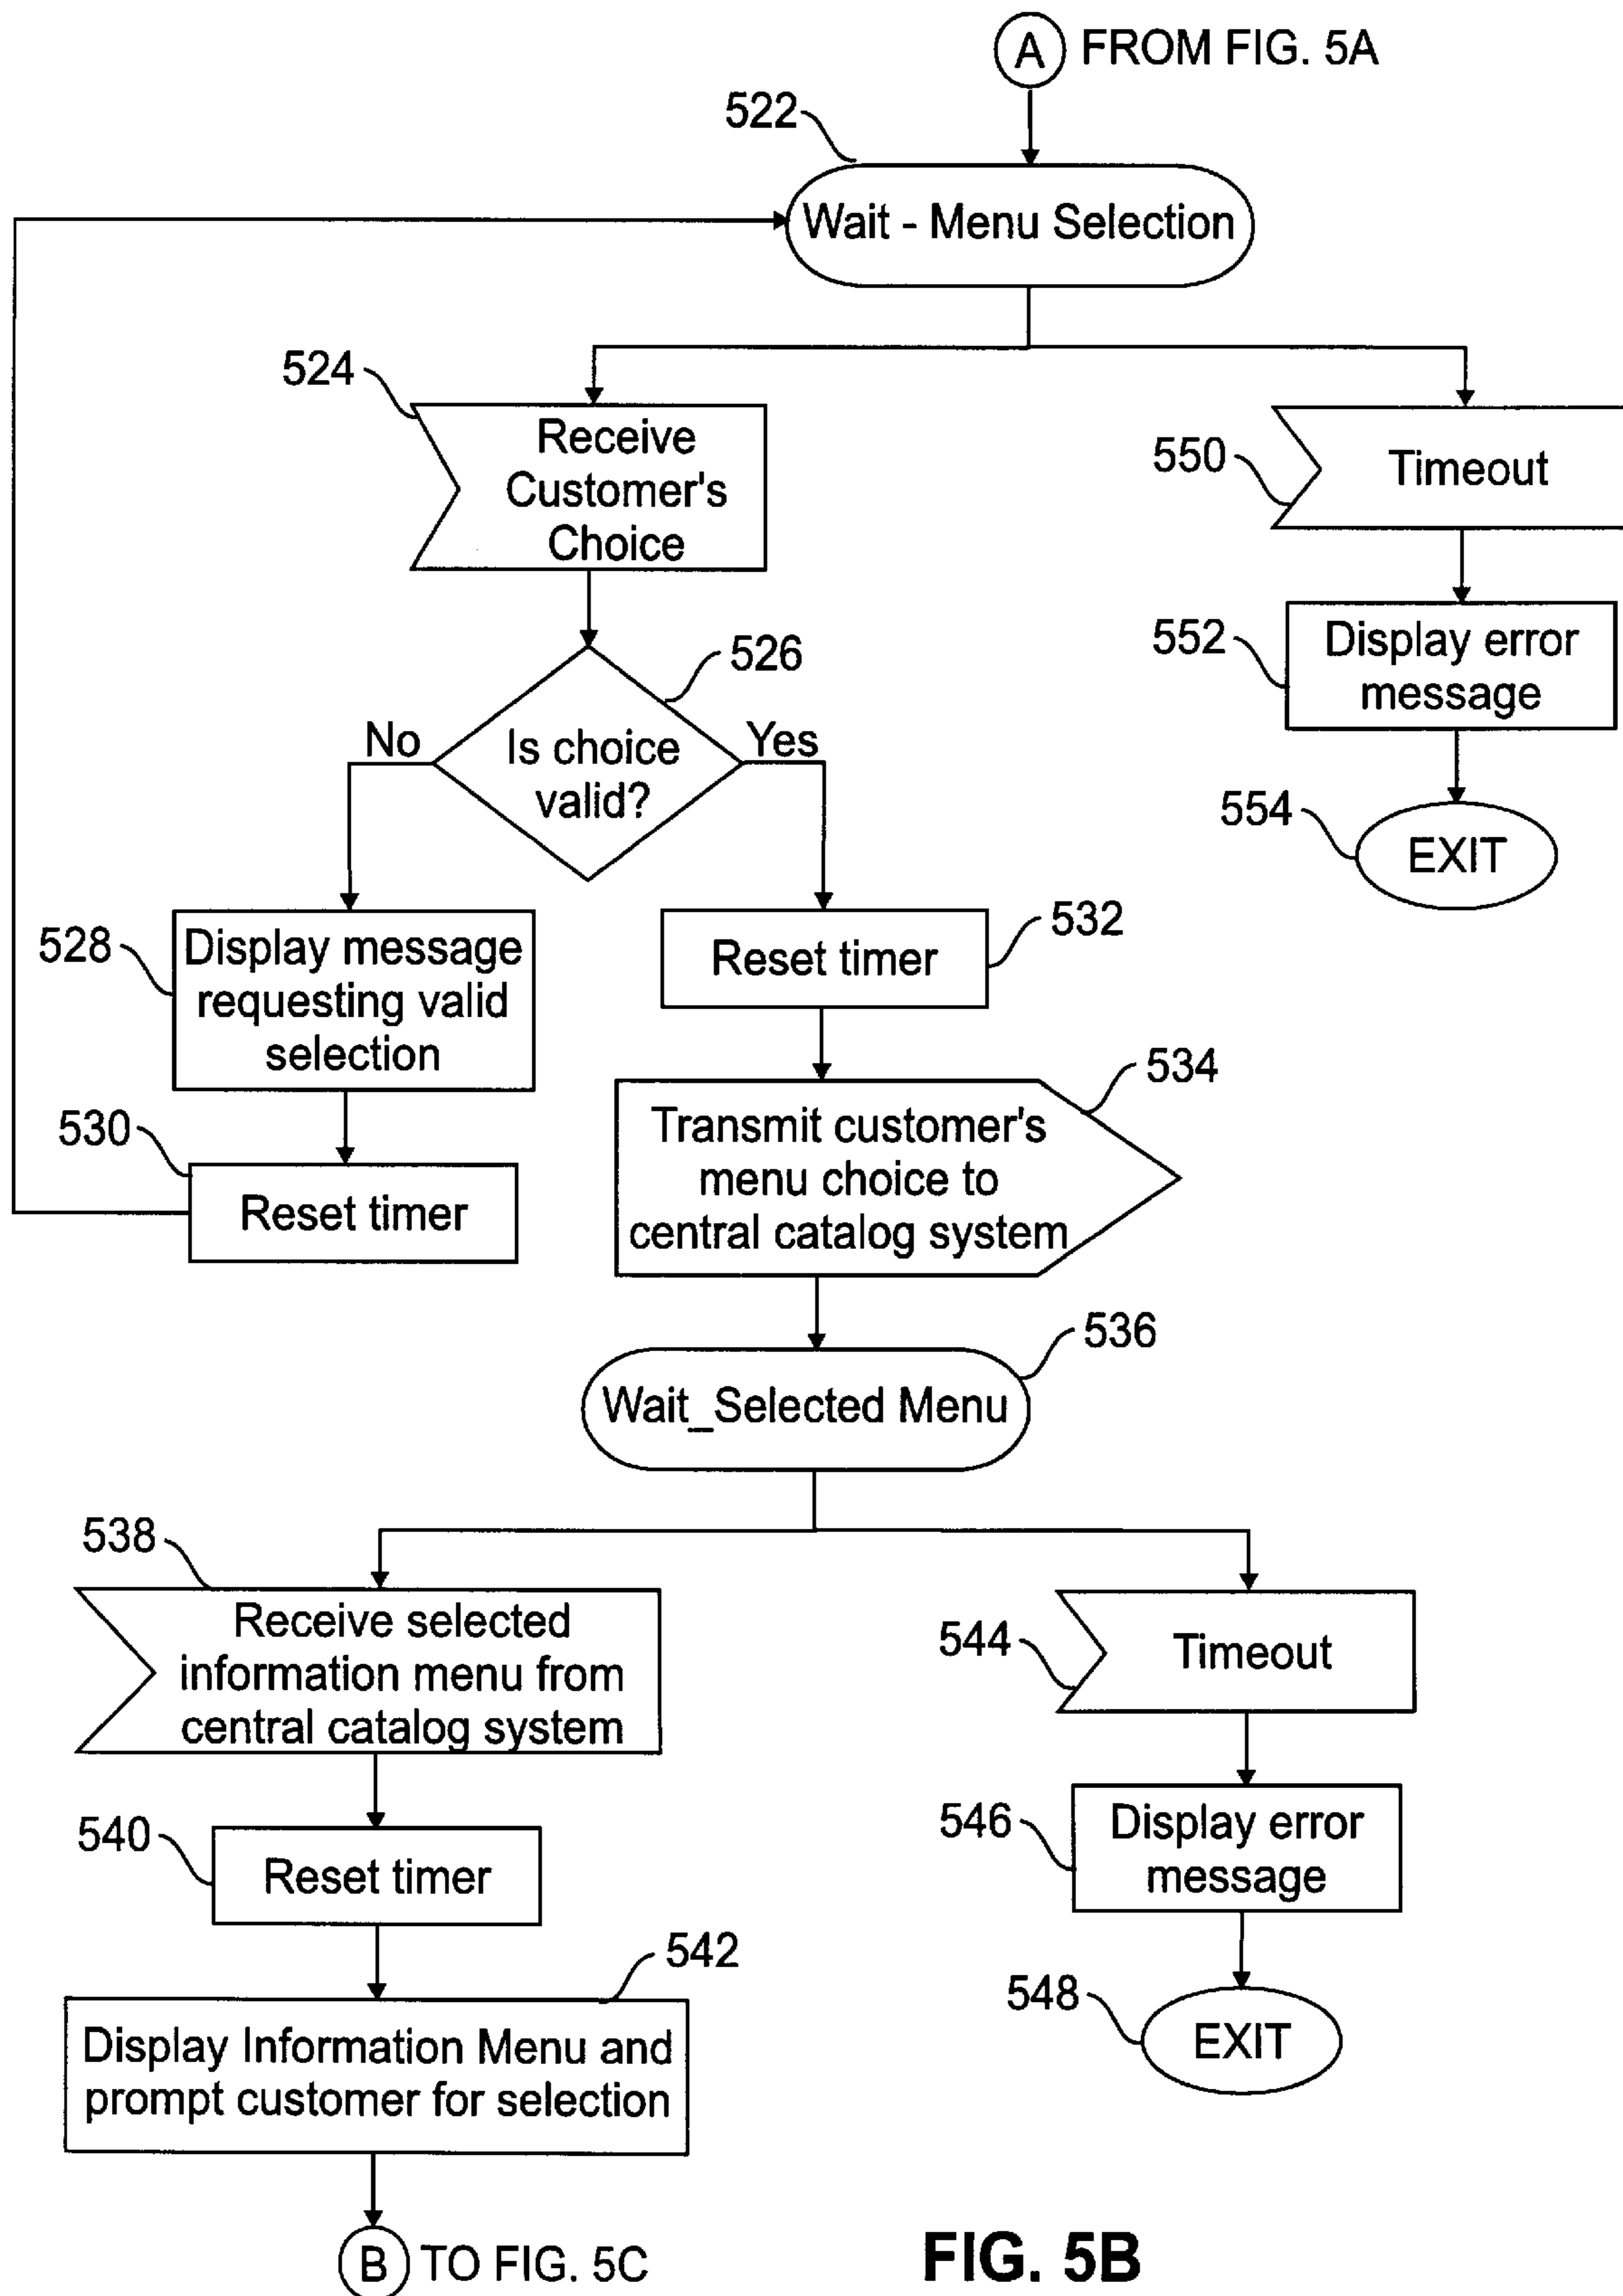 A FROM FIG. 5A
522
Wait - Menu Selection
524
Receive
Customer's
Choice
550
Timeout
526
Is choice
valid?
No
Yes
552
Display error
message
554
EXIT
528
Display message
requesting valid
selection
532
Reset timer
530
Reset timer
534
Transmit customer's
menu choice to
central catalog system
536
Wait_Selected Menu
538
Receive selected
information menu from
central catalog system
544
Timeout
540
Reset timer
546
Display error
message
542
Display Information Menu and
prompt customer for selection
548
EXIT
B TO FIG. 5C
FIG. 5B